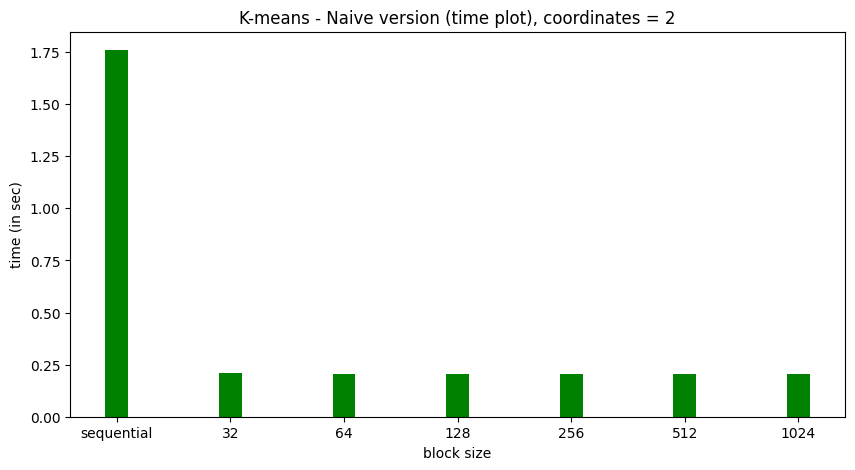 K-means - Naive version (time plot), coordinates = 2
time (in sec)
1.75
1.50
1.25
1.00
0.75
0.50
0.25
0.00
sequential 32 64 128 256 512 1024
block size